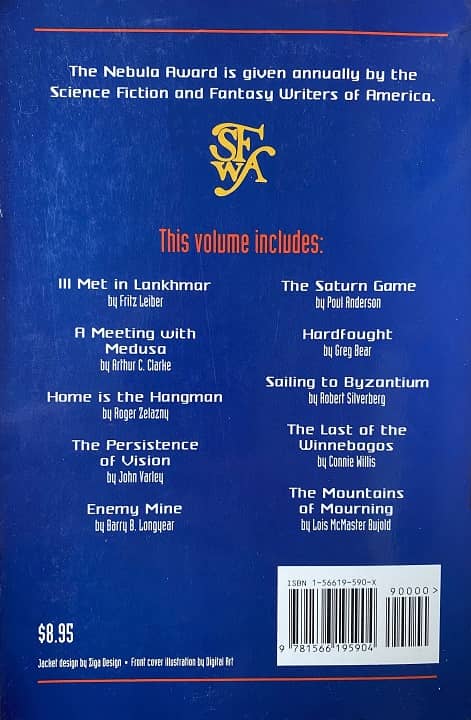 The Nebula Award is given annually by the
Science Fiction and Fantasy Writers of America.
SFWA
This volume includes:
Ill Met in Lankhmar
by Fritz Leiber
A Meeting with
Medusa
by Arthur C. Clarke
Home is the Hangman
by Roger Zelazny
The Persistence
of Vision
by John Varley
Enemy Mine
by Barry B. Longyear
The Saturn Game
by Poul Anderson
Hardfought
by Greg Bear
Sailing to Byzantium
by Robert Silverberg
The Last of the
Winnebagos
by Connie Willis
The Mountains
of Mourning
by Lois McMaster Bujold
ISBN 1-56619-590-X
90000>
9 781566 195904
$8.95
Jacket design by Ziga Design • Front cover illustration by Digital Art